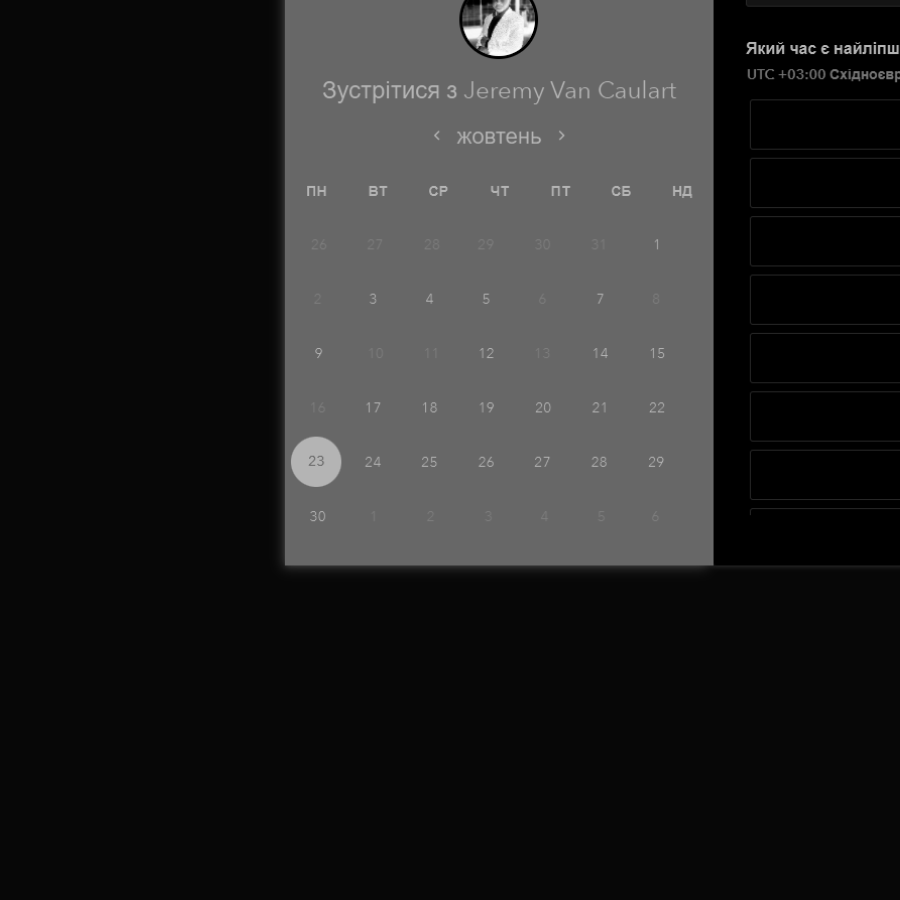 Зустрітися з Jeremy Van Caulart
‹ жовтень ›
ПН ВТ СР ЧТ ПТ СБ НД
26 27 28 29 30 31 1
2 3 4 5 6 7 8
9 10 11 12 13 14 15
16 17 18 19 20 21 22
23 24 25 26 27 28 29
30 1 2 3 4 5 6
Який час є найліпш
UTC +03:00 Східноєвр